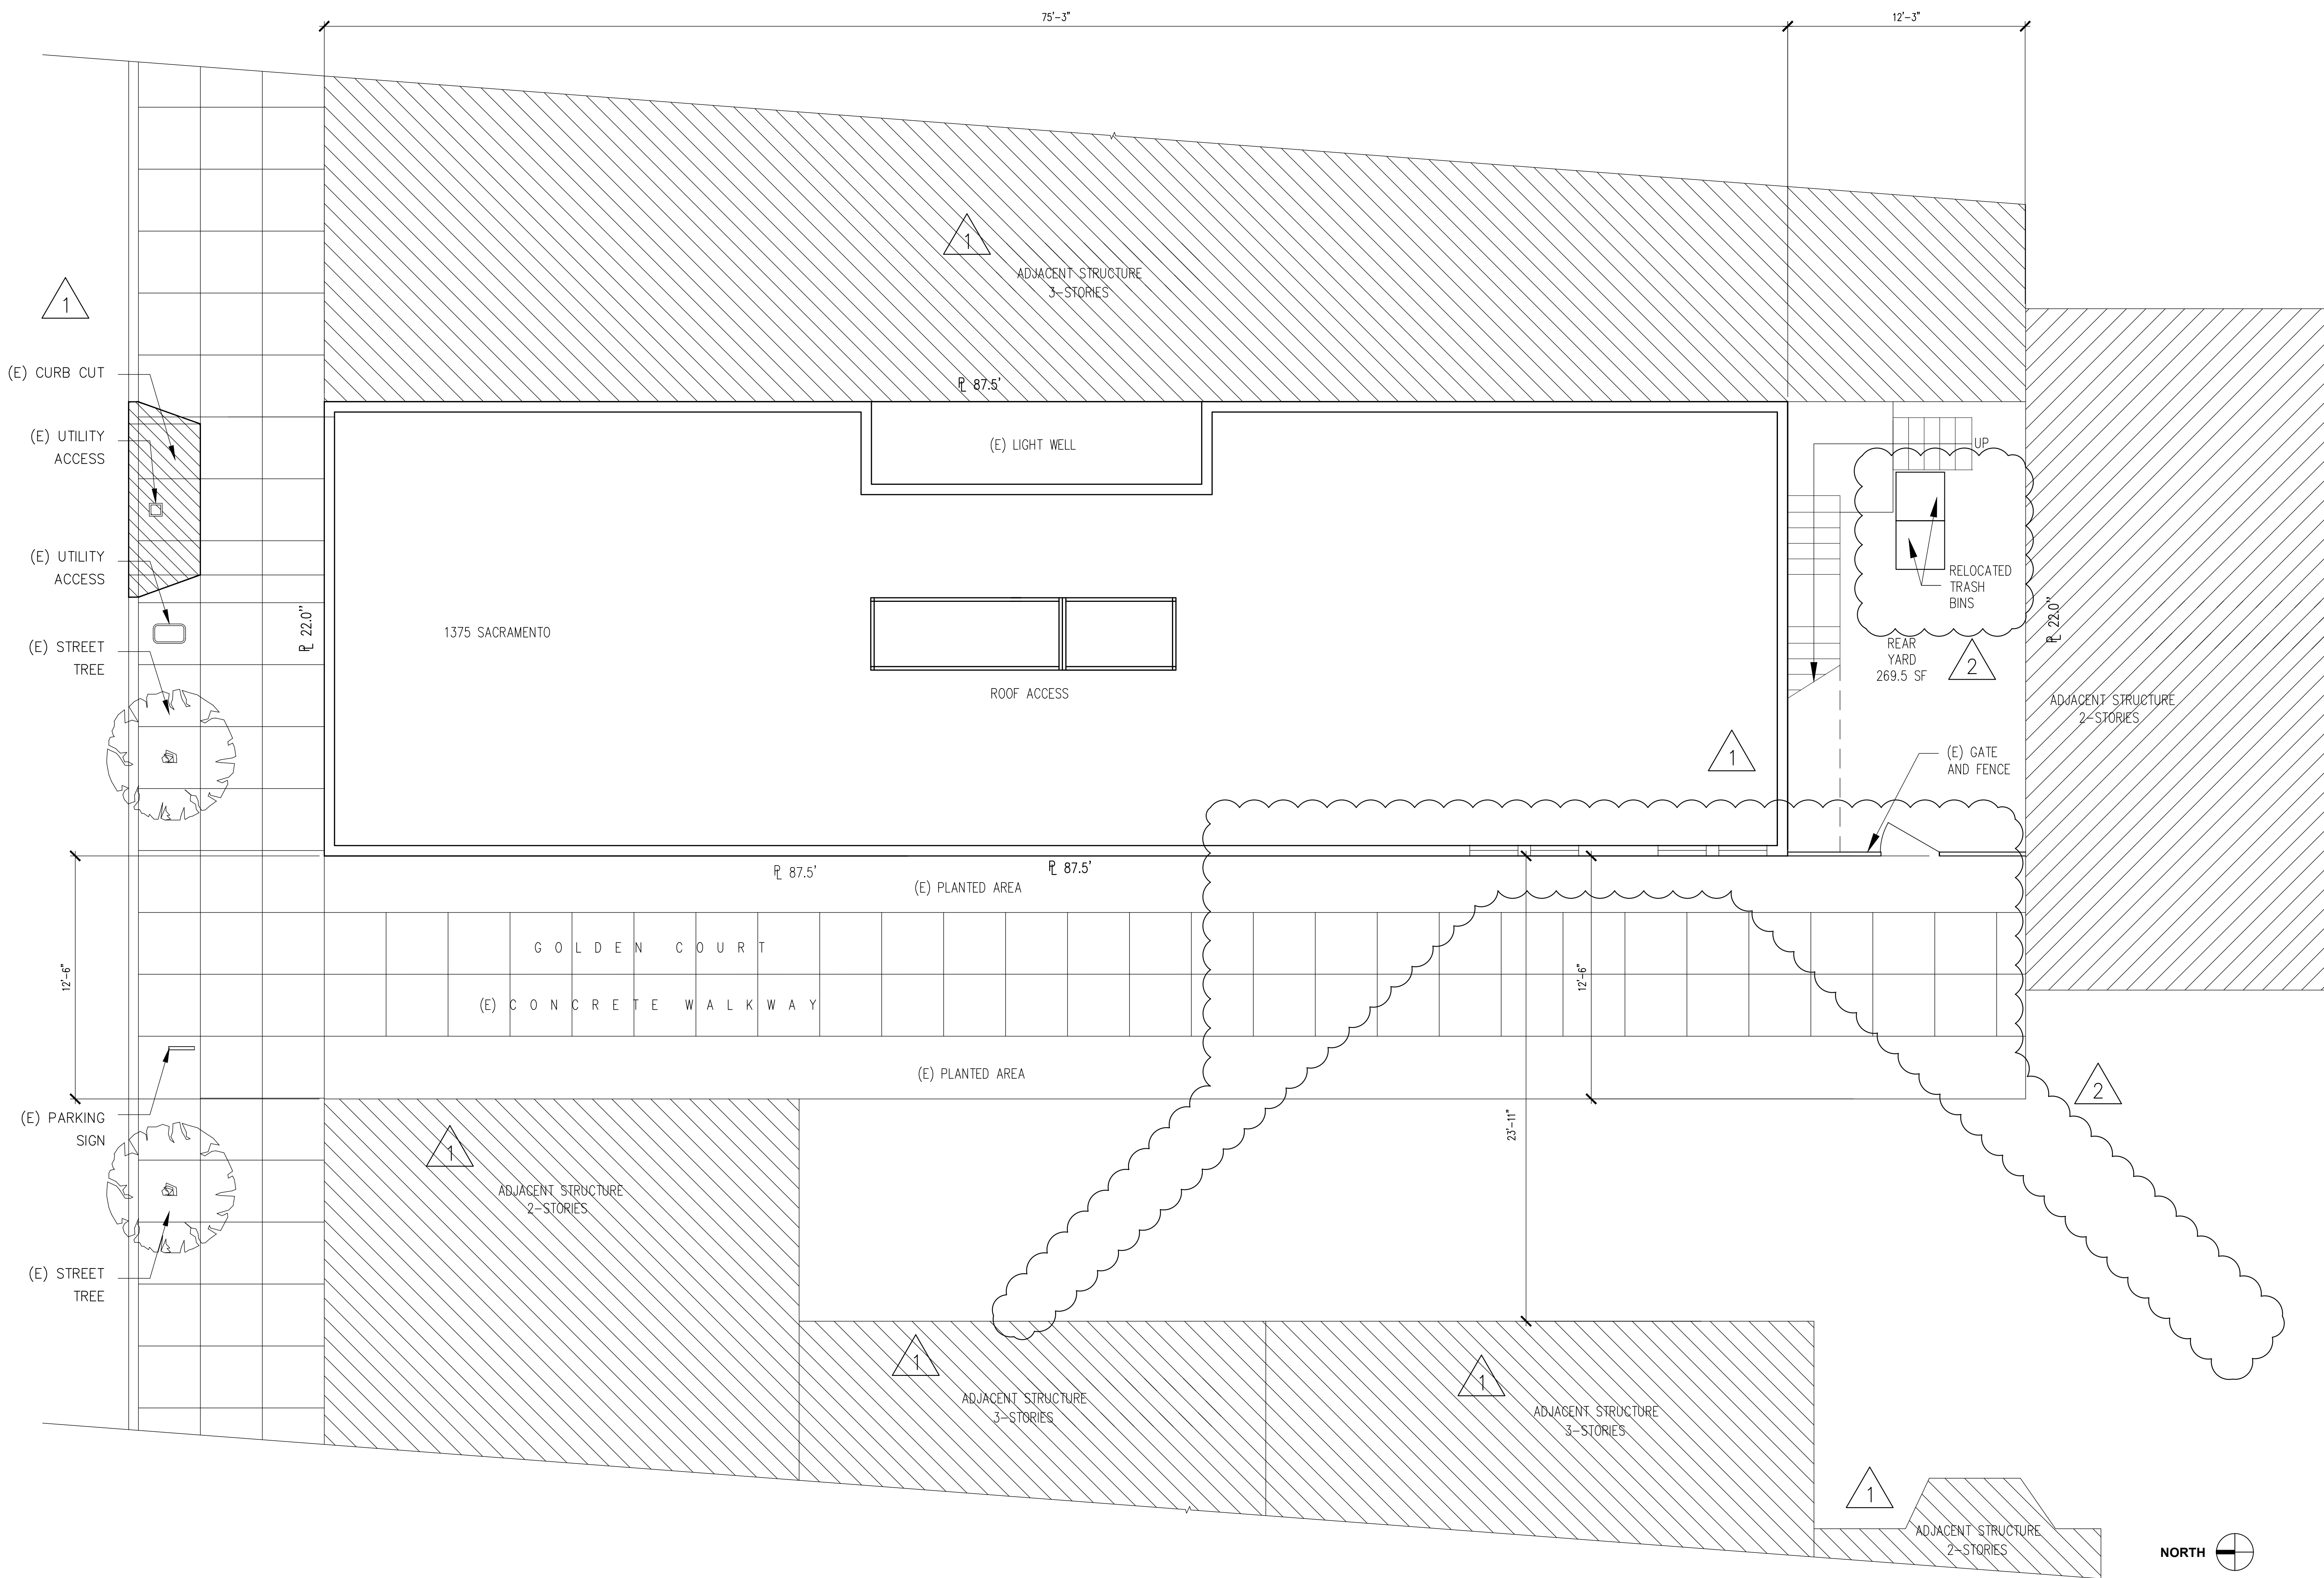 75'-3"
12'-3"
1
ADJACENT STRUCTURE
3-STORIES
1
(E) CURB CUT
℄ 87.5'
(E) UTILITY
ACCESS
(E) LIGHT WELL
UP
(E) UTILITY
ACCESS
RELOCATED
TRASH
BINS
℄ 22.0"
1375 SACRAMENTO
℄ 22.0"
(E) STREET
TREE
REAR
YARD
269.5 SF
2
ROOF ACCESS
ADJACENT STRUCTURE
2-STORIES
1
(E) GATE
AND FENCE
℄ 87.5'
℄ 87.5'
(E) PLANTED AREA
GOLDEN COURT
12'-6"
12'-6"
(E) CONCRETE WALKWAY
(E) PLANTED AREA
2
(E) PARKING
SIGN
23'-11"
1
ADJACENT STRUCTURE
2-STORIES
(E) STREET
TREE
1
ADJACENT STRUCTURE
3-STORIES
1
ADJACENT STRUCTURE
3-STORIES
1
ADJACENT STRUCTURE
2-STORIES
NORTH